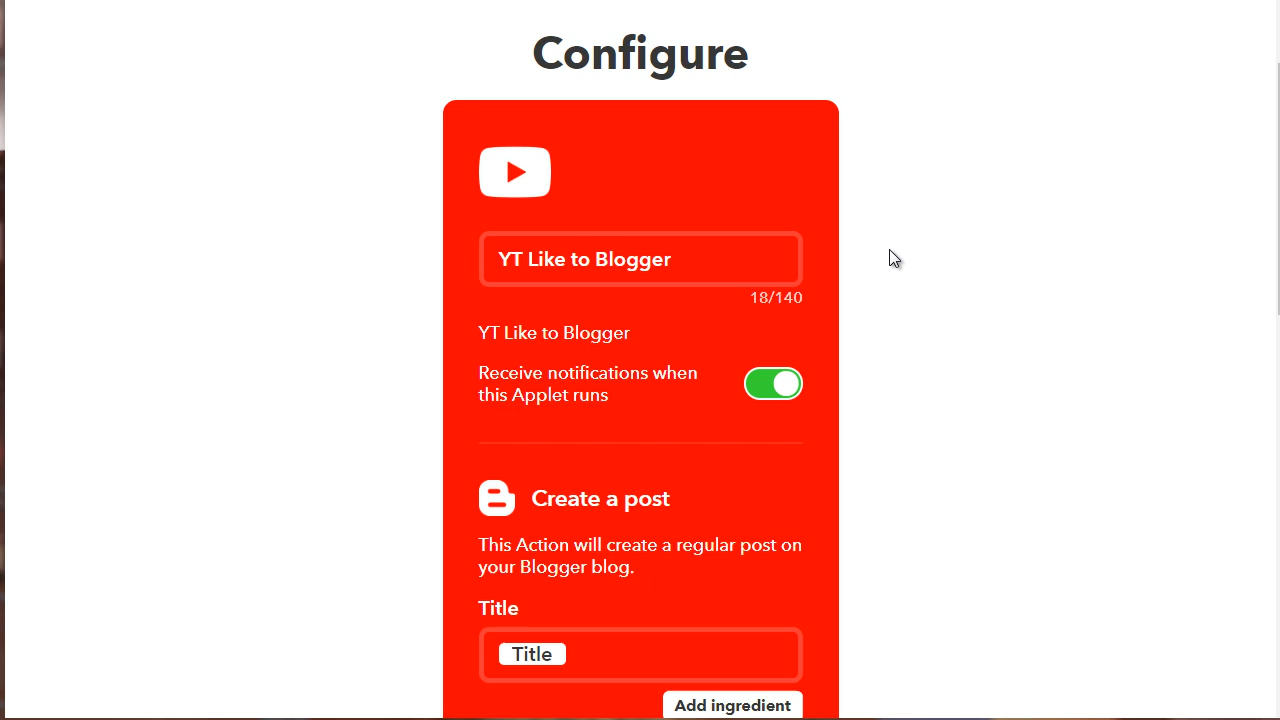 Configure
YT Like to Blogger
18/140
YT Like to Blogger
Receive notifications when
this Applet runs
Create a post
This Action will create a regular post on
your Blogger blog.
Title
Title
Add ingredient